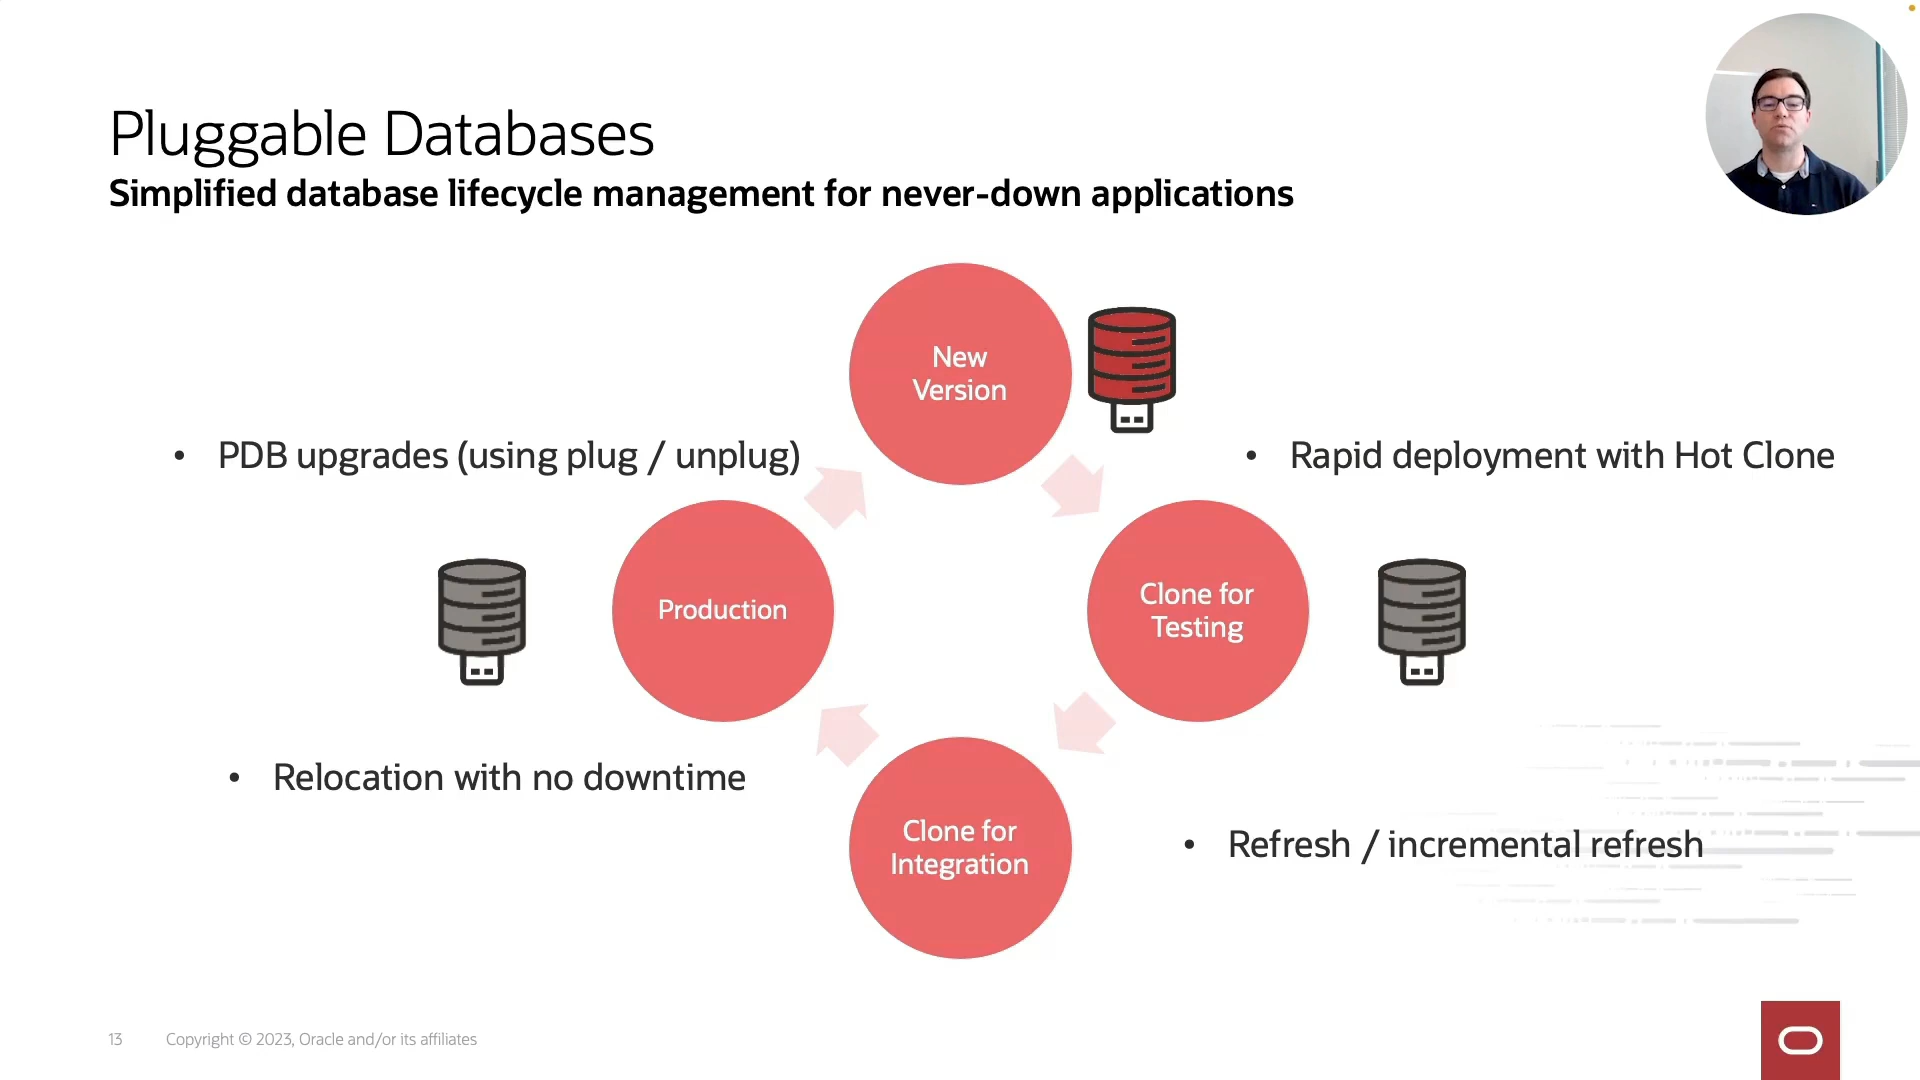 Pluggable Databases
Simplified database lifecycle management for never-down applications
New
Version
• PDB upgrades (using plug / unplug)
• Rapid deployment with Hot Clone
Production
Clone for
Testing
• Relocation with no downtime
Clone for
Integration
• Refresh / incremental refresh
13 Copyright © 2023, Oracle and/or its affiliates